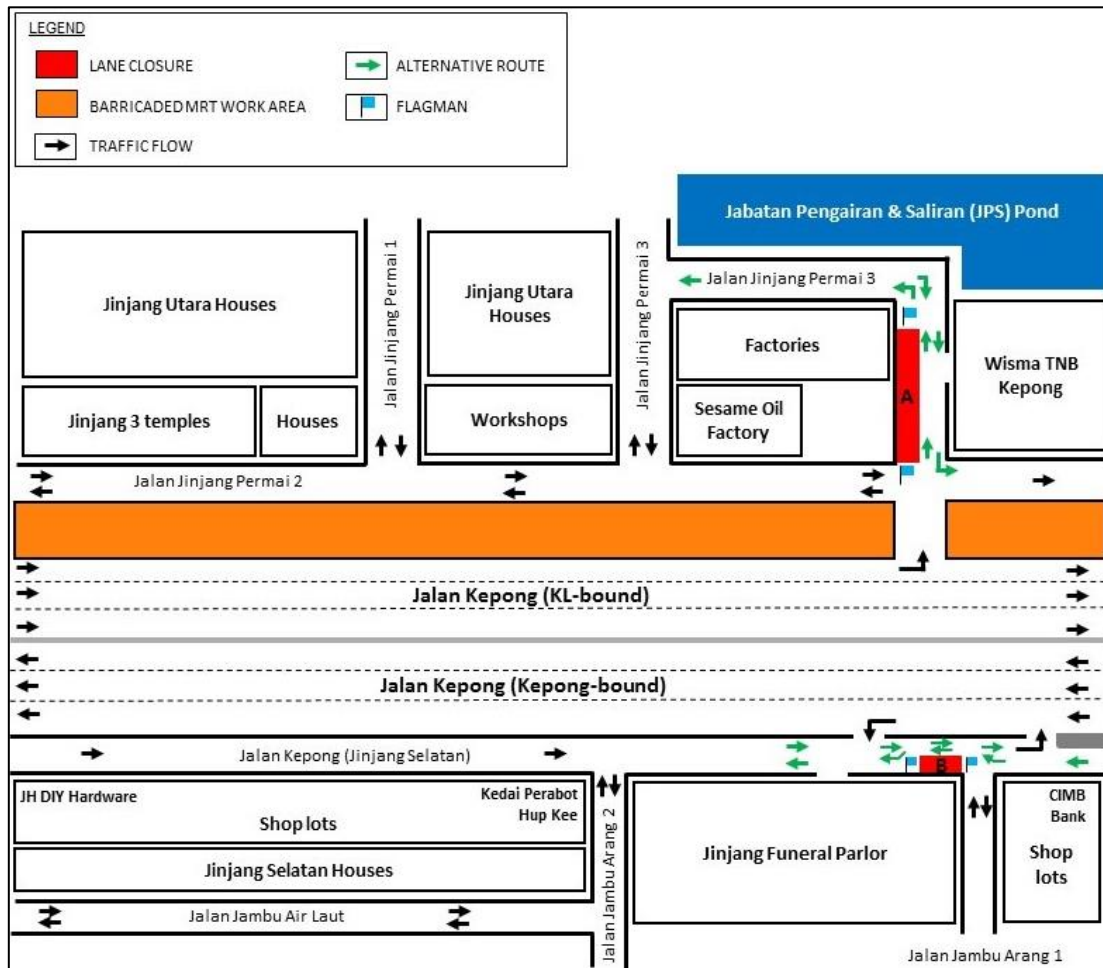 LEGEND
LANE CLOSURE
ALTERNATIVE ROUTE
BARRICADED MRT WORK AREA
FLAGMAN
TRAFFIC FLOW
Jabatan Pengairan & Saliran (JPS) Pond
Jalan Jinjang Permai 1
Jalan Jinjang Permai 3
Jalan Jinjang Permai 3
Jinjang Utara Houses
Jinjang Utara
Houses
Factories
Wisma TNB
Kepong
A
Jinjang 3 temples
Houses
Workshops
Sesame Oil
Factory
Jalan Jinjang Permai 2
Jalan Kepong (KL-bound)
Jalan Kepong (Kepong-bound)
Jalan Kepong (Jinjang Selatan)
B
JH DIY Hardware
Kedai Perabot
Hup Kee
Shop lots
Jinjang Selatan Houses
Jalan Jambu Arang 2
Jinjang Funeral Parlor
CIMB
Bank
Shop
lots
Jalan Jambu Air Laut
Jalan Jambu Arang 1